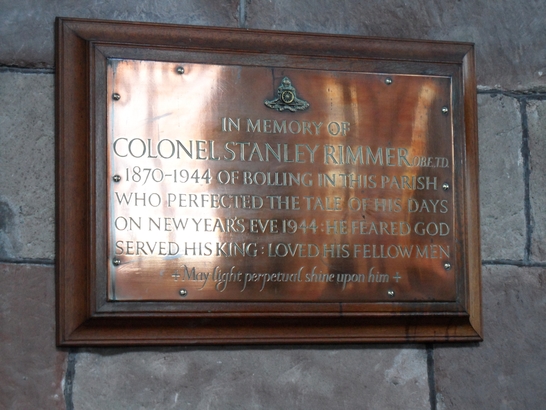 IN MEMORY OF
COLONEL STANLEY RIMMER, OBE, TD.
·1870-1944 OF BOLLING IN THIS PARISH·
WHO PERFECTED THE TALE OF HIS DAYS
ON NEW YEAR'S EVE 1944: HE FEARED GOD
SERVED HIS KING: LOVED HIS FELLOW MEN
+ May light perpetual shine upon him +